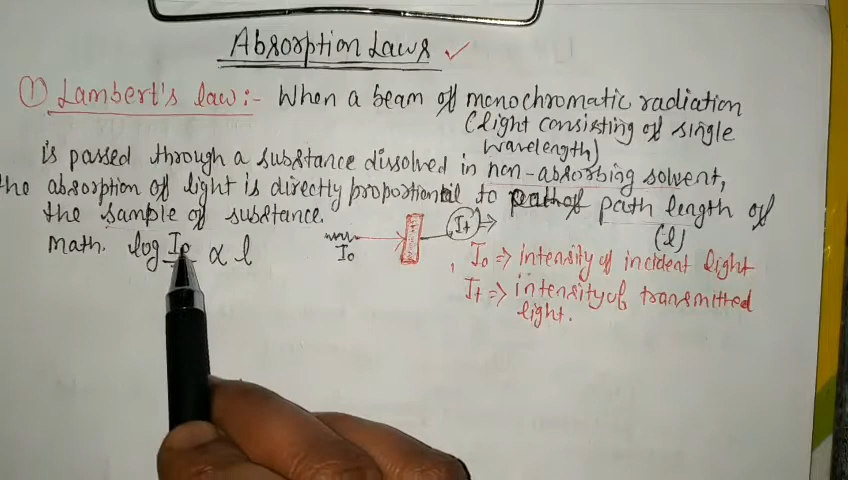 Absorption Laws ✓
① Lambert's law:- When a beam of monochromatic radiation
(light consisting of single
wavelength)
is passed through a substance dissolved in non-absorbing solvent,
the absorption of light is directly proportional to path length of
the sample of substance. (l)
Math. log I₀ ∝ l
I₀
It ⇒
I₀ ⇒ intensity of incident light
It ⇒ intensity of transmitted
light.